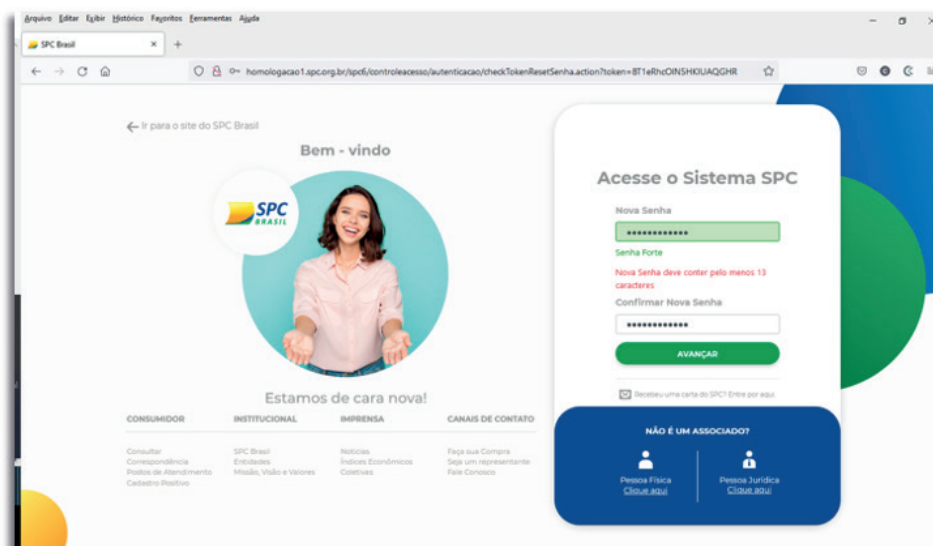 Arquivo Editar Exibir Histórico Favoritos Ferramentas Ajuda
SPC Brasil
homologacao1.spc.org.br/spc6/controleacesso/autenticacao/checkTokenResetSenha.action?token=
Ir para o site do SPC Brasil
Bem - vindo
SPC
BRASIL
Estamos de cara nova!
CONSUMIDOR INSTITUCIONAL IMPRENSA CANAIS DE CONTATO
Consultar SPC Brasil Notícias Faça sua Compra
Correspondência Entidades Índices Econômicos Seja um representante
Postos de Atendimento Missão, Visão e Valores Coletivas Fale Conosco
Cadastro Positivo
Acesse o Sistema SPC
Nova Senha
••••••••••••
Senha Forte
Nova Senha deve conter pelo menos 13
caracteres
Confirmar Nova Senha
••••••••••••
AVANÇAR
Recebeu uma carta do SPC? Entre por aqui.
NÃO É UM ASSOCIADO?
Pessoa Física Pessoa Jurídica
Clique aqui Clique aqui